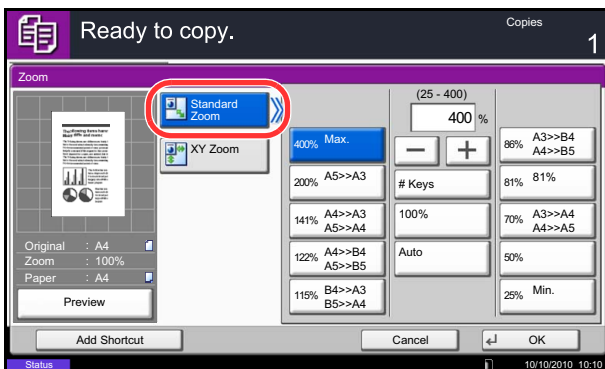 Ready to copy.
Copies
1
Zoom
Standard
Zoom
XY Zoom
(25 - 400)
400 %
400% Max.
200% A5>>A3
141% A4>>A3
A5>>A4
122% A4>>B4
A5>>B5
115% B4>>A3
B5>>A4
# Keys
100%
Auto
86% A3>>B4
A4>>B5
81% 81%
70% A3>>A4
A4>>A5
50%
25% Min.
Original : A4
Zoom : 100%
Paper : A4
Preview
Add Shortcut
Cancel
OK
Status
10/10/2010 10:10